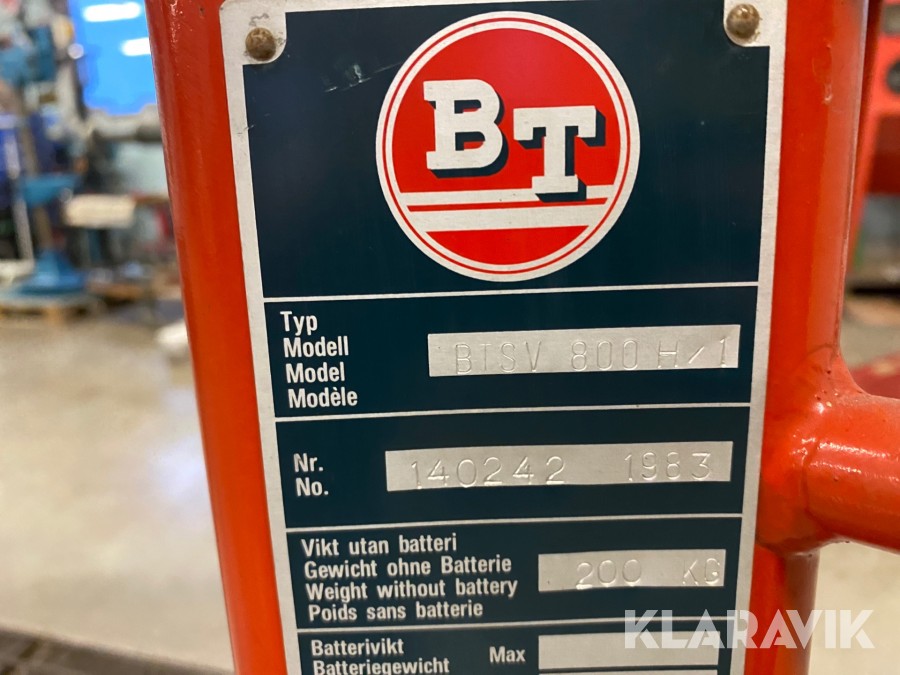 BT
Typ
Modell
Model
Modèle
BTSV 800 H/1
Nr.
No.
140242 1983
Vikt utan batteri
Gewicht ohne Batterie
Weight without battery
Poids sans batterie
200 KG
Batterivikt
Batteriegewicht
Max
KLARAVIK